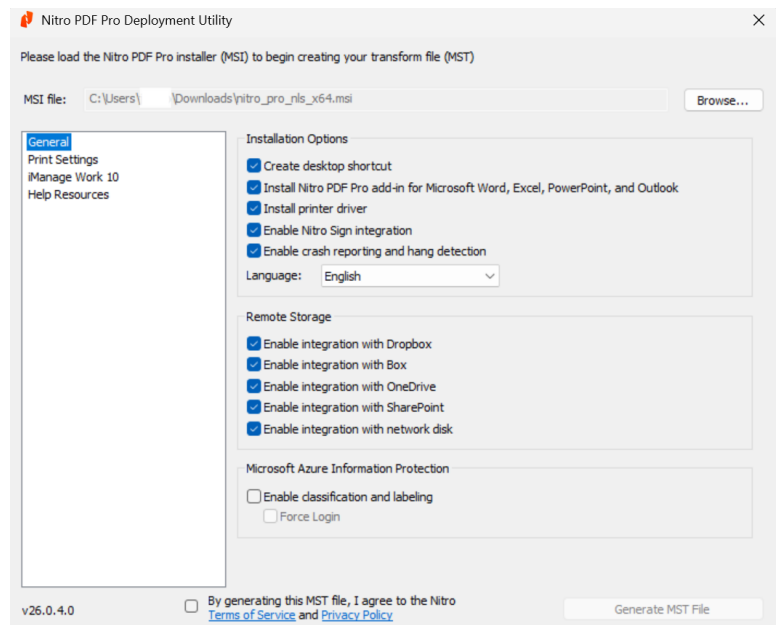 Nitro PDF Pro Deployment Utility
Please load the Nitro PDF Pro installer (MSI) to begin creating your transform file (MST)
MSI file: C:\Users\ \Downloads\nitro_pro_nls_x64.msi Browse...
General
Print Settings
iManage Work 10
Help Resources
Installation Options
Create desktop shortcut
Install Nitro PDF Pro add-in for Microsoft Word, Excel, PowerPoint, and Outlook
Install printer driver
Enable Nitro Sign integration
Enable crash reporting and hang detection
Language: English
Remote Storage
Enable integration with Dropbox
Enable integration with Box
Enable integration with OneDrive
Enable integration with SharePoint
Enable integration with network disk
Microsoft Azure Information Protection
Enable classification and labeling
Force Login
v26.0.4.0
By generating this MST file, I agree to the Nitro
Terms of Service and Privacy Policy
Generate MST File